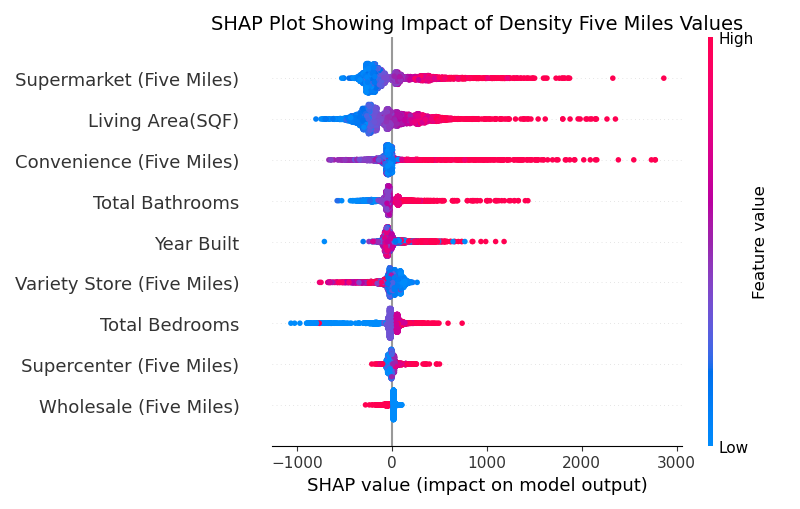 SHAP Plot Showing Impact of Density Five Miles Values
High
Supermarket (Five Miles)
Living Area(SQF)
Convenience (Five Miles)
Total Bathrooms
Year Built
Variety Store (Five Miles)
Total Bedrooms
Supercenter (Five Miles)
Wholesale (Five Miles)
Feature value
Low
−1000 0 1000 2000 3000
SHAP value (impact on model output)